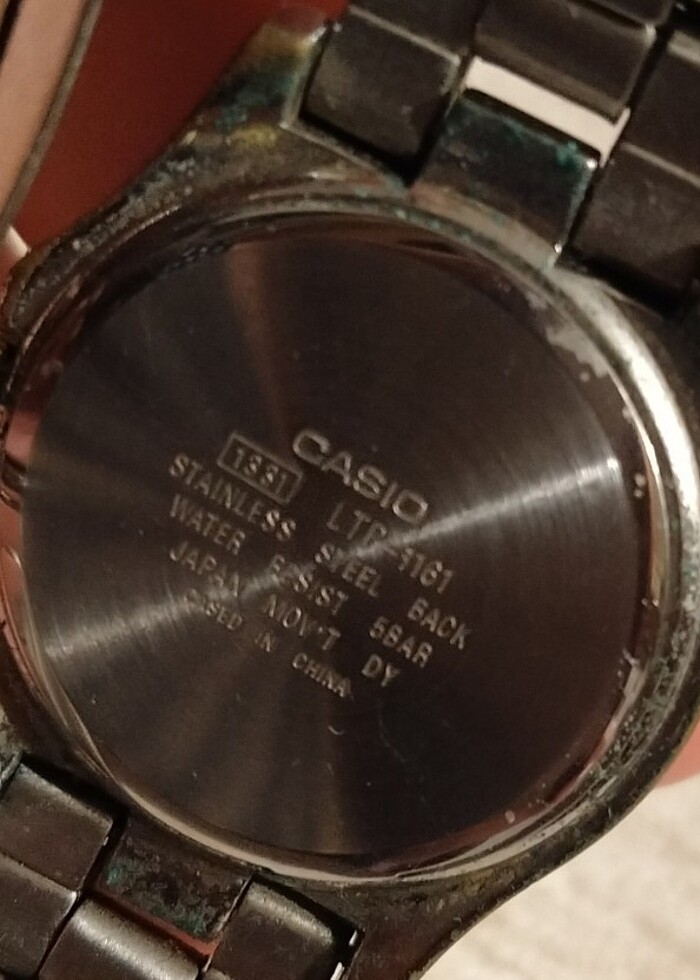 CASIO
1331 LTP-1161
STAINLESS STEEL BACK
WATER RESIST 5BAR
JAPAN MOV'T DY
CASED IN CHINA